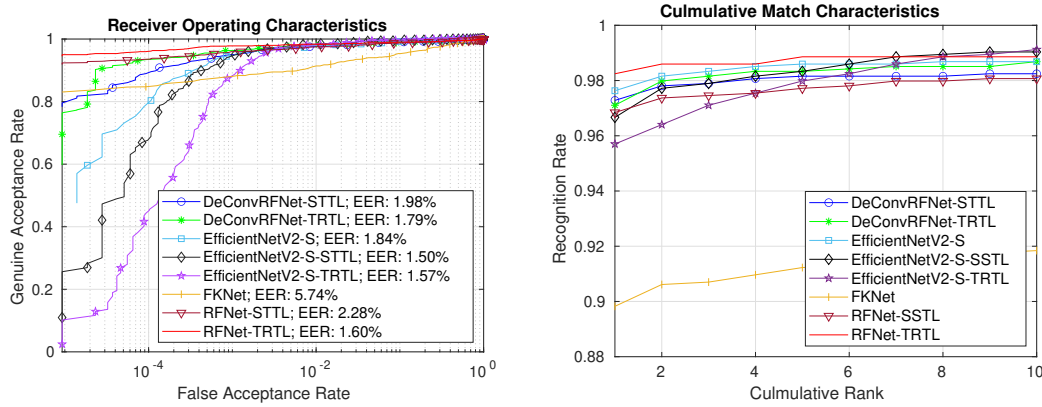 Receiver Operating Characteristics
Genuine Acceptance Rate
1
0.8
0.6
0.4
0.2
0
10-4
10-2
100
False Acceptance Rate
DeConvRFNet-STTL; EER: 1.98%
DeConvRFNet-TRTL; EER: 1.79%
EfficientNetV2-S; EER: 1.84%
EfficientNetV2-S-STTL; EER: 1.50%
EfficientNetV2-S-TRTL; EER: 1.57%
FKNet; EER: 5.74%
RFNet-STTL; EER: 2.28%
RFNet-TRTL; EER: 1.60%
Culmulative Match Characteristics
Recognition Rate
1
0.98
0.96
0.94
0.92
0.9
0.88
2
4
6
8
10
Culmulative Rank
DeConvRFNet-STTL
DeConvRFNet-TRTL
EfficientNetV2-S
EfficientNetV2-S-SSTL
EfficientNetV2-S-TRTL
FKNet
RFNet-SSTL
RFNet-TRTL